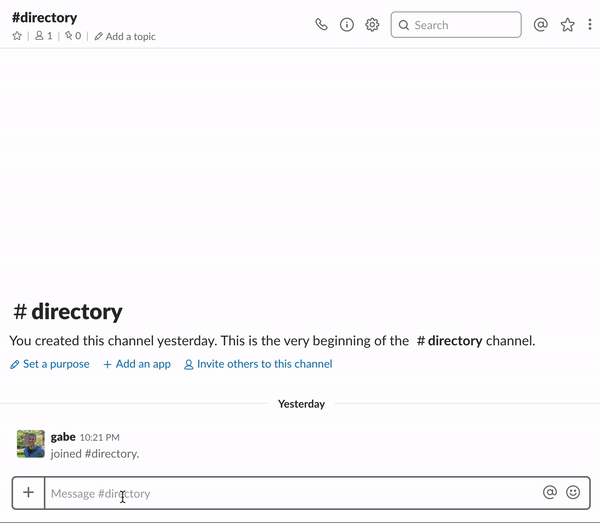 #directory
1 | 0 | Add a topic
Search
# directory
You created this channel yesterday. This is the very beginning of the # directory channel.
Set a purpose + Add an app Invite others to this channel
Yesterday
gabe 10:21 PM
joined #directory.
Message #directory